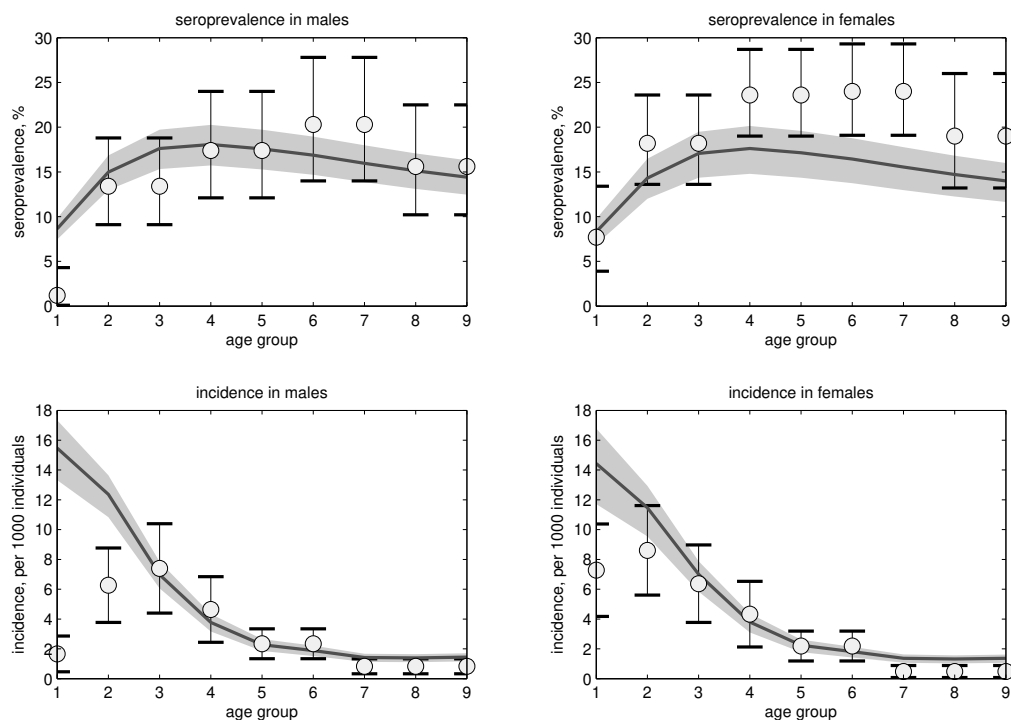 seroprevalence in males
30
25
20
15
10
5
0
seroprevalence, %
1 2 3 4 5 6 7 8 9
age group
seroprevalence in females
30
25
20
15
10
5
0
seroprevalence, %
1 2 3 4 5 6 7 8 9
age group
incidence in males
18
16
14
12
10
8
6
4
2
0
incidence, per 1000 individuals
1 2 3 4 5 6 7 8 9
age group
incidence in females
18
16
14
12
10
8
6
4
2
0
incidence, per 1000 individuals
1 2 3 4 5 6 7 8 9
age group